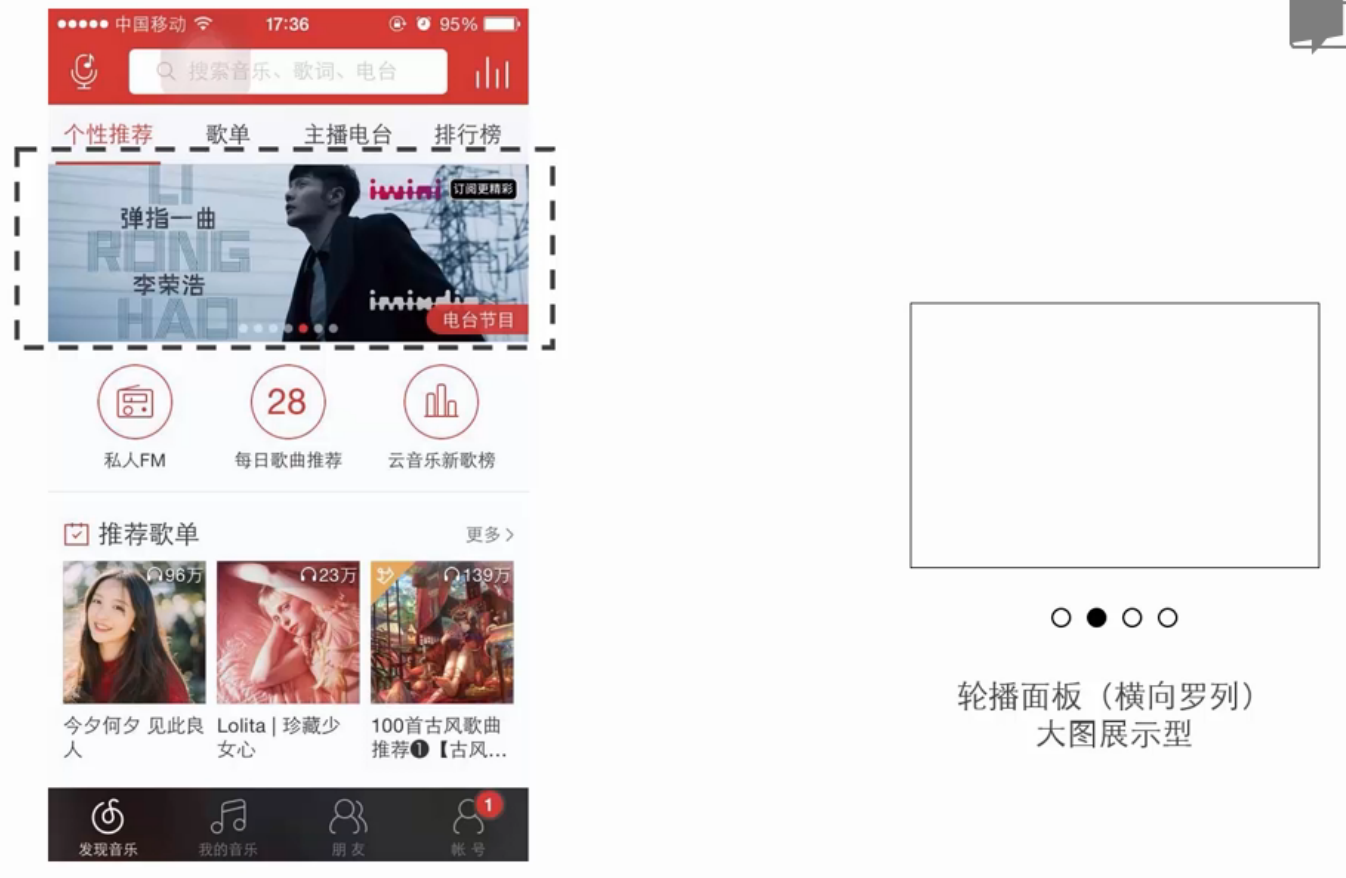 中国移动 17:36 95%
搜索音乐、歌词、电台
个性推荐 歌单 主播电台 排行榜
LI
弹指一曲
RONG
李荣浩
HAO
订阅更精彩
电台节目
28
私人FM 每日歌曲推荐 云音乐新歌榜
推荐歌单 更多
96万 23万 139万
今夕何夕 见此良人
Lolita | 珍藏少女心
100首古风歌曲推荐❶【古风...
1
发现音乐 我的音乐 朋友 帐号
轮播面板（横向罗列）
大图展示型